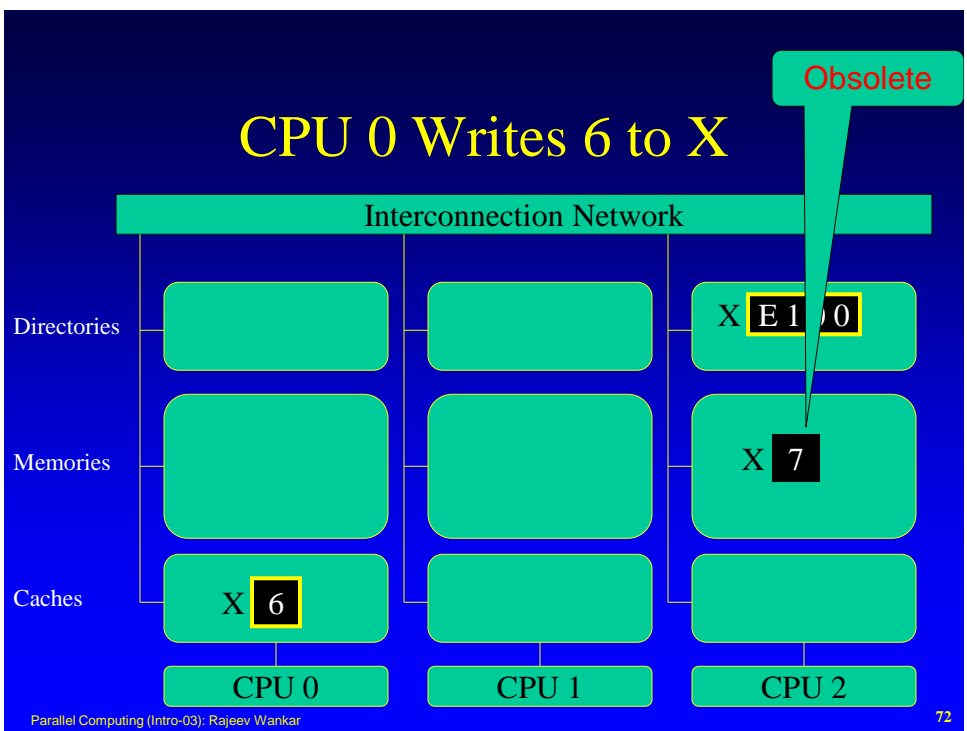 Obsolete
CPU 0 Writes 6 to X
Interconnection Network
Directories
X E 1 0 0
Memories
X 7
Caches
X 6
CPU 0
CPU 1
CPU 2
Parallel Computing (Intro-03): Rajeev Wankar
72